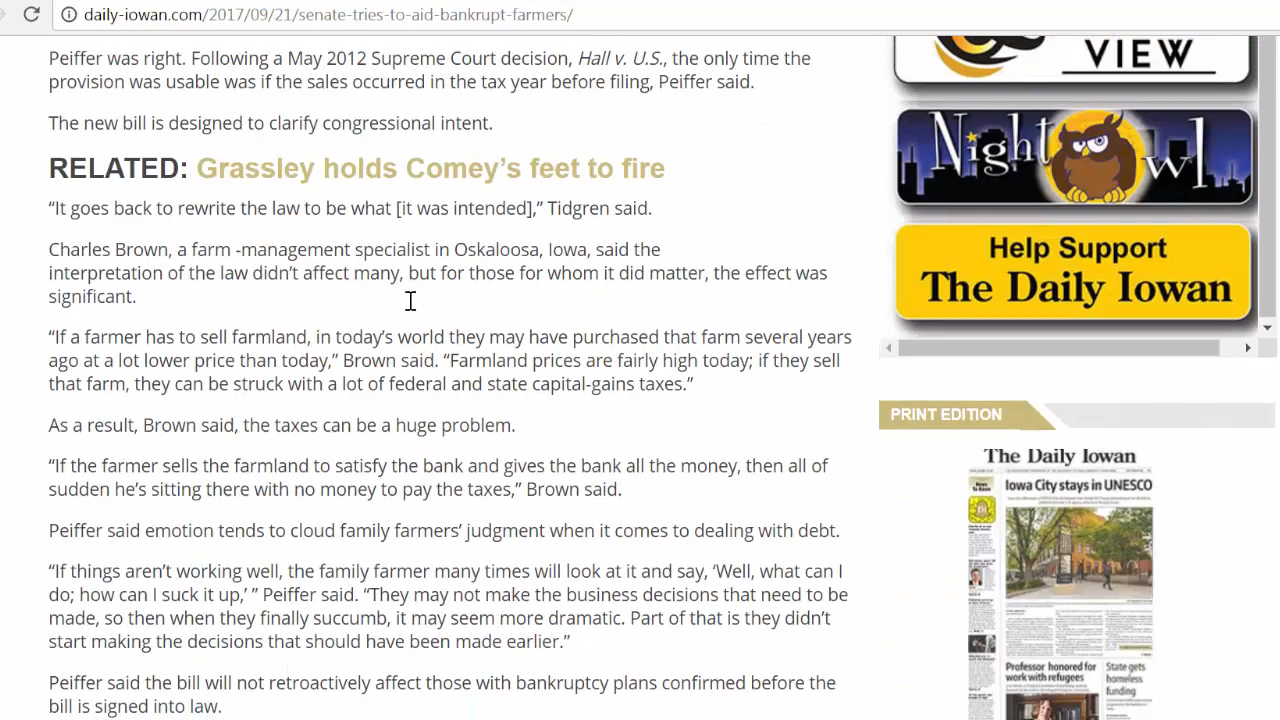 daily-iowan.com/2017/09/21/senate-tries-to-aid-bankrupt-farmers/
Peiffer was right. Following a May 2012 Supreme Court decision, Hall v. U.S., the only time the
provision was usable was if the sales occurred in the tax year before filing, Peiffer said.
The new bill is designed to clarify congressional intent.
RELATED: Grassley holds Comey’s feet to fire
“It goes back to rewrite the law to be what [it was intended],” Tidgren said.
Charles Brown, a farm -management specialist in Oskaloosa, Iowa, said the
interpretation of the law didn’t affect many, but for those for whom it did matter, the effect was
significant.
“If a farmer has to sell farmland, in today’s world they may have purchased that farm several years
ago at a lot lower price than today,” Brown said. “Farmland prices are fairly high today; if they sell
that farm, they can be struck with a lot of federal and state capital-gains taxes.”
As a result, Brown said, the taxes can be a huge problem.
“If the farmer sells the farmland to satisfy the bank and gives the bank all the money, then all of
sudden he’s sitting there with no money to pay the taxes,” Brown said.
Peiffer said emotion tends to cloud family farmers’ judgment when it comes to dealing with debt.
“If things aren’t working well, the family farmer many times will look at it and say, ‘Well, what can I
do; how can I suck it up,’ ” Peiffer said. “They may not make the business decisions that need to be
made, so then when they finally succumb, it may seem more dramatic. Part of that is they didn’t
start making the decisions that should have been made earlier.”
Peiffer said the bill will not retroactively affect those with bankruptcy plans confirmed before the
bill is signed into law.
VIEW
Night Owl
Help Support
The Daily Iowan
PRINT EDITION
The Daily Iowan
Iowa City stays in UNESCO
Professor honored for
work with refugees
State gets
homeless
funding